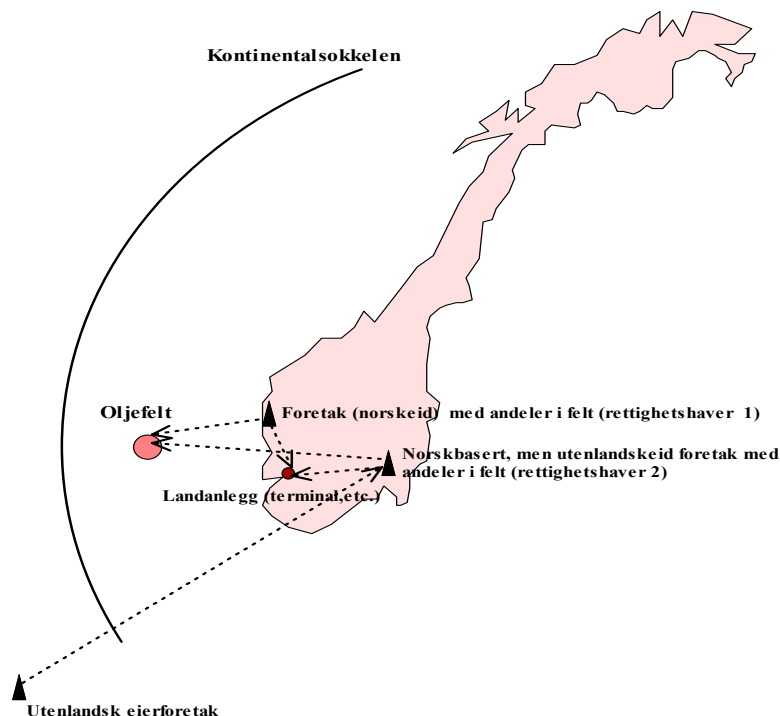 Kontinentalsokkelen
Oljefelt
Foretak (norskeid) med andeler i felt (rettighetshaver 1)
Norskbasert, men utenlandskeid foretak med
andeler i felt (rettighetshaver 2)
Landanlegg (terminal,etc.)
Utenlandsk eierforetak